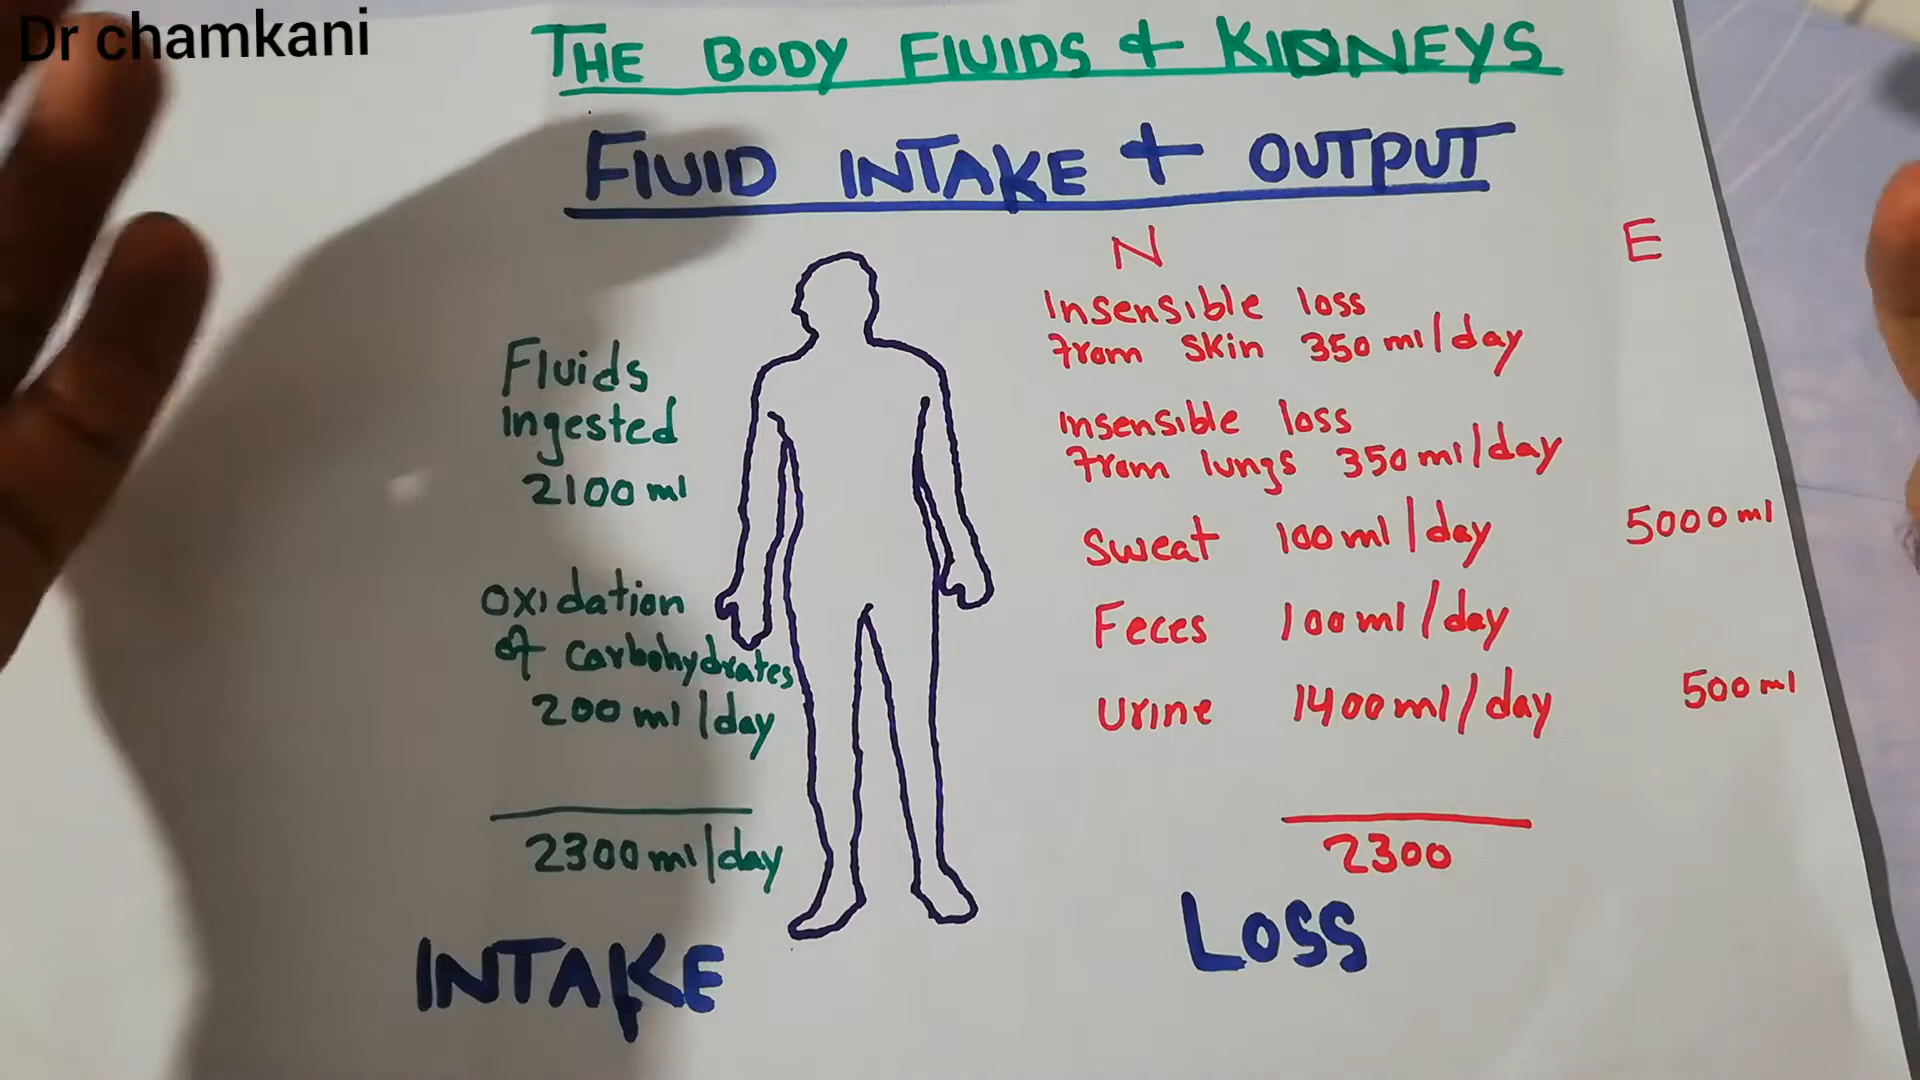 Dr chamkani
THE BODY FLUIDS + KIDNEYS
FLUID INTAKE + OUTPUT
N
E
Fluids
Ingested
2100 ml
Oxidation
of carbohydrates
200 ml/day
2300 ml/day
INTAKE
Insensible loss
from skin 350 ml/day
Insensible loss
from lungs 350 ml/day
Sweat 100 ml/day 5000 ml
Feces 100 ml/day
Urine 1400 ml/day 500 ml
2300
LOSS